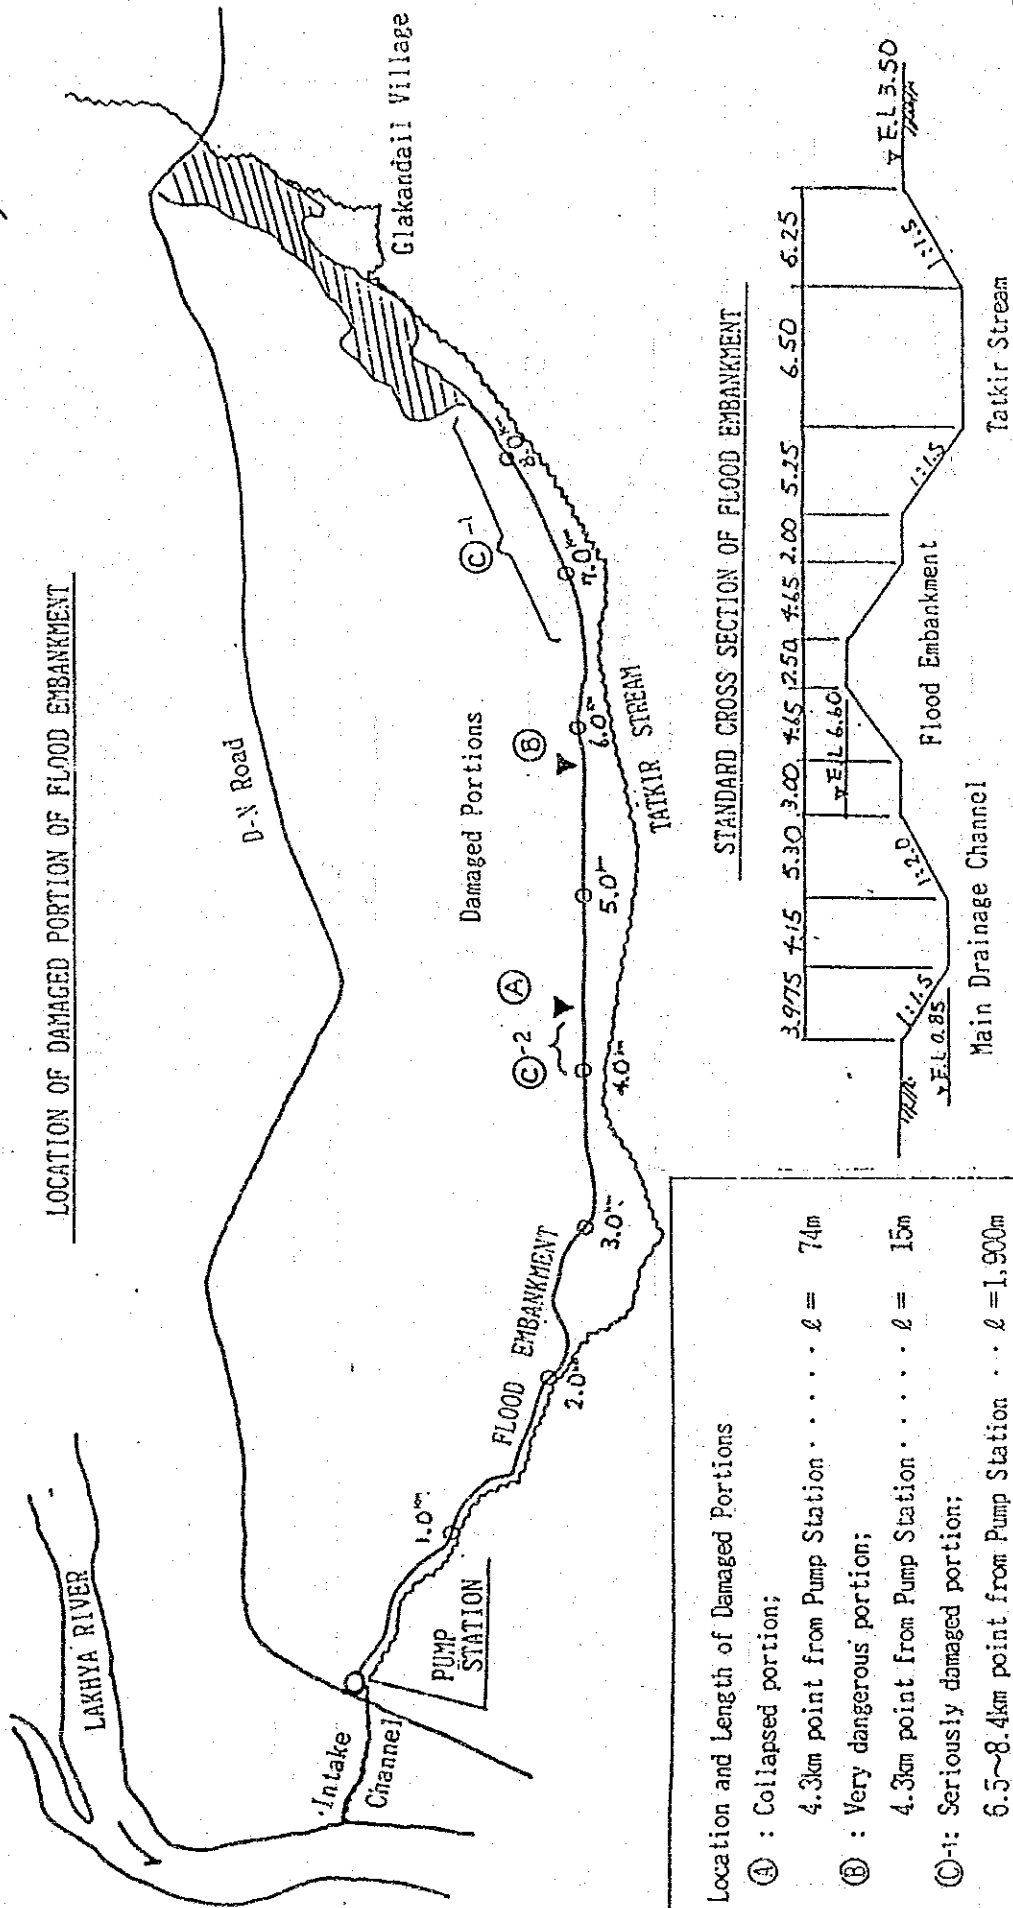 LOCATION OF DAMAGED PORTION OF FLOOD EMBANKMENT
LAKHYA RIVER
D-N Road
Glakandail Village
Intake
Channel
PUMP
STATION
FLOOD EMBANKMENT
TATKIR STREAM
Damaged Portions
Ⓒ-2
Ⓐ
Ⓑ
Ⓒ-1
1.0km
2.0km
3.0km
4.0km
5.0km
6.0km
7.0km
8.0km
Location and Length of Damaged Portions
Ⓐ : Collapsed portion;
4.3km point from Pump Station · · · · · ℓ = 74m
Ⓑ : Very dangerous portion;
4.3km point from Pump Station · · · · · ℓ = 15m
Ⓒ-1: Seriously damaged portion;
6.5~8.4km point from Pump Station · · ℓ =1,900m
STANDARD CROSS SECTION OF FLOOD EMBANKMENT
3.975 4.15 5.30 3.00 4.65 2.50 4.65 2.00 5.25 6.50 6.25
E.L 6.60
E.L 3.50
1:1.5
1:2.0
1:1.5
1:1.5
E.L 0.85
Main Drainage Channel
Flood Embankment
Tatkir Stream